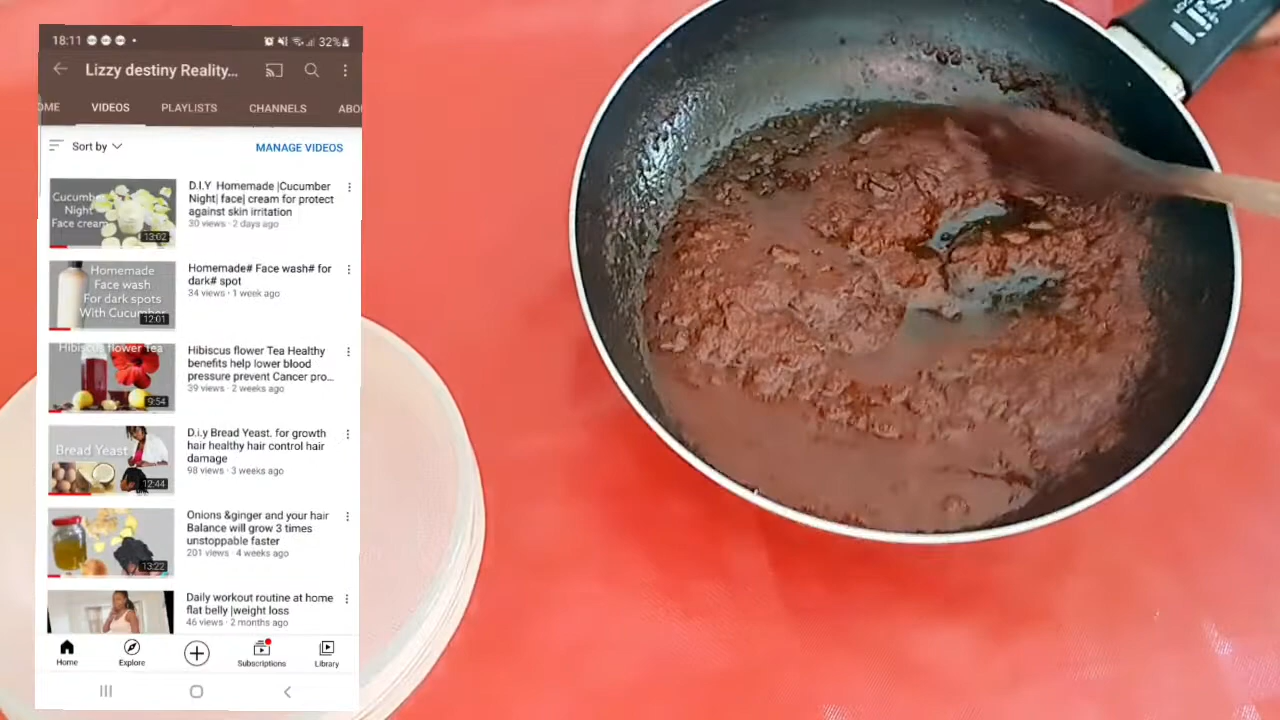 18:11
32%
Lizzy destiny Reality...
OME VIDEOS PLAYLISTS CHANNELS ABO
Sort by
MANAGE VIDEOS
Cucumber
Night
Face cream
13:02
D.I.Y Homemade |Cucumber
Night| face| cream for protect
against skin irritation
30 views · 2 days ago
Homemade
Face wash
For dark spots
With Cucumber
12:01
Homemade# Face wash# for
dark# spot
34 views · 1 week ago
Hibiscus flower Tea
9:54
Hibiscus flower Tea Healthy
benefits help lower blood
pressure prevent Cancer pro...
39 views · 2 weeks ago
Bread Yeast
12:44
D.i.y Bread Yeast. for growth
hair healthy hair control hair
damage
98 views · 3 weeks ago
13:22
Onions &ginger and your hair
Balance will grow 3 times
unstoppable faster
201 views · 4 weeks ago
Daily workout routine at home
flat belly |weight loss
46 views · 2 months ago
Home
Explore
Subscriptions
Library